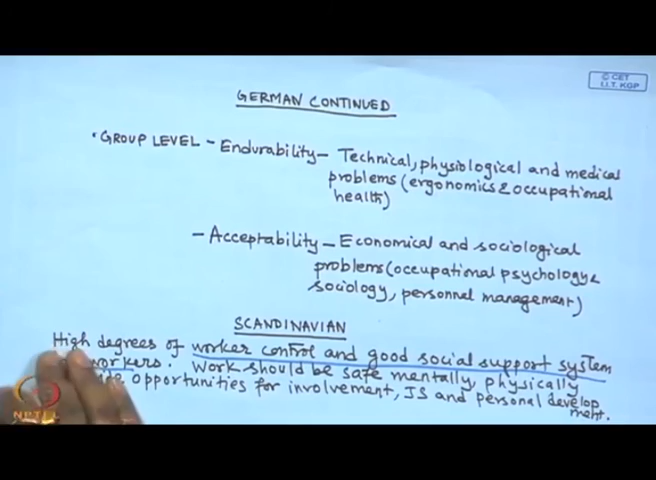 © CET
I.I.T. KGP
GERMAN CONTINUED
• GROUP LEVEL - Endurability - Technical, physiological and medical
problems (ergonomics & occupational
health)
- Acceptability - Economical and sociological
problems (occupational psychology &
sociology, personnel management)
SCANDINAVIAN
High degrees of worker control and good social support system
workers. Work should be safe mentally, physically
opportunities for involvement, JS and personal develop
ment.
NPTEL